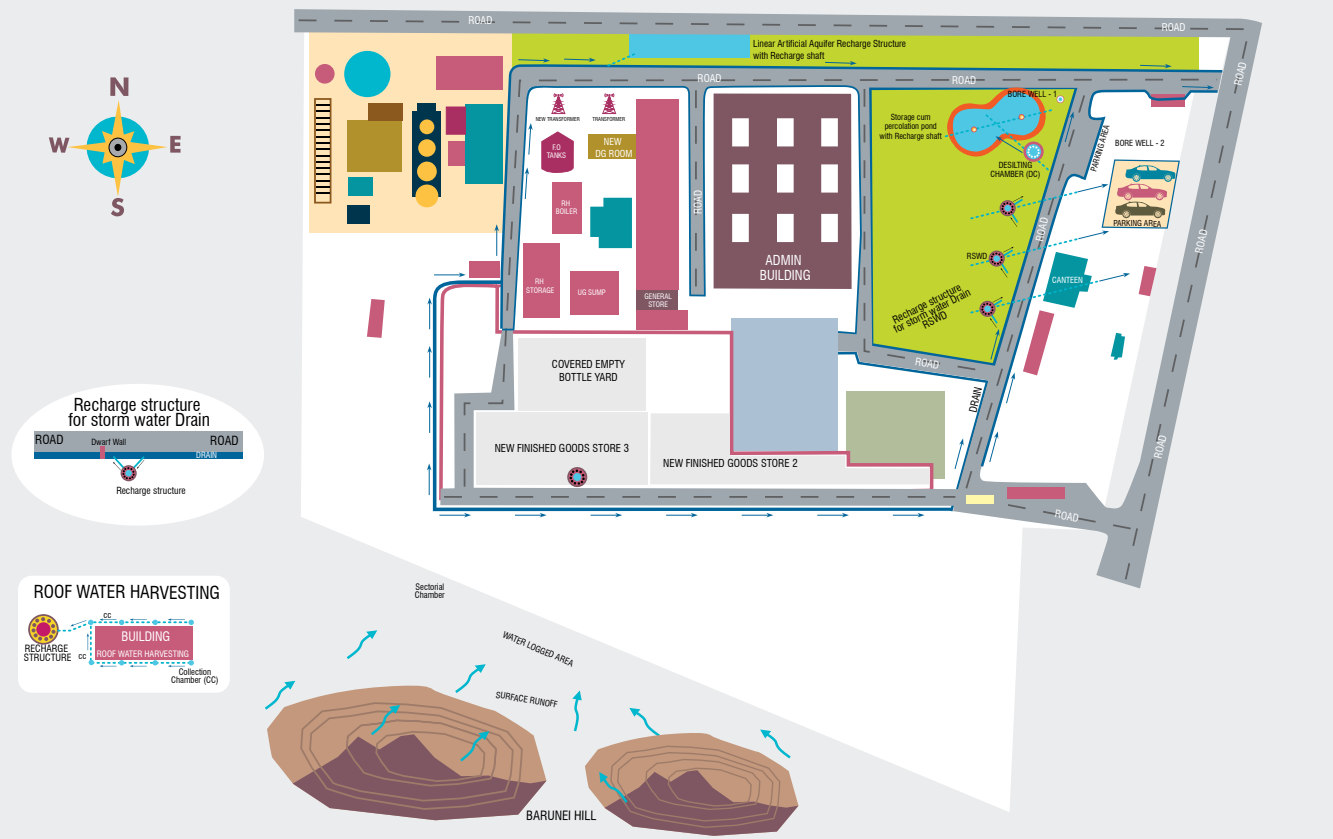 ROAD
ROAD
Linear Artificial Aquifer Recharge Structure
with Recharge shaft
ROAD
ROAD
ROAD
N
W
E
S
NEW TRANSFORMER
TRANSFORMER
BORE WELL - 1
Storage cum
percolation pond
with Recharge shaft
F.O
TANKS
NEW
DG ROOM
PARKING AREA
BORE WELL - 2
DESILTING
CHAMBER (DC)
RH
BOILER
ROAD
PARKING AREA
ROAD
ROAD
ADMIN
BUILDING
RSWD
RH
STORAGE
UG SUMP
GENERAL
STORE
CANTEEN
Recharge structure
for storm water Drain
RSWD
COVERED EMPTY
BOTTLE YARD
ROAD
DRAIN
Recharge structure
for storm water Drain
ROAD
Dwarf Wall
ROAD
DRAIN
Recharge structure
NEW FINISHED GOODS STORE 3
NEW FINISHED GOODS STORE 2
ROAD
ROAD
ROOF WATER HARVESTING
CC
BUILDING
ROOF WATER HARVESTING
RECHARGE
STRUCTURE
CC
Collection
Chamber (CC)
Sectorial
Chamber
WATER LOGGED AREA
SURFACE RUNOFF
BARUNEI HILL